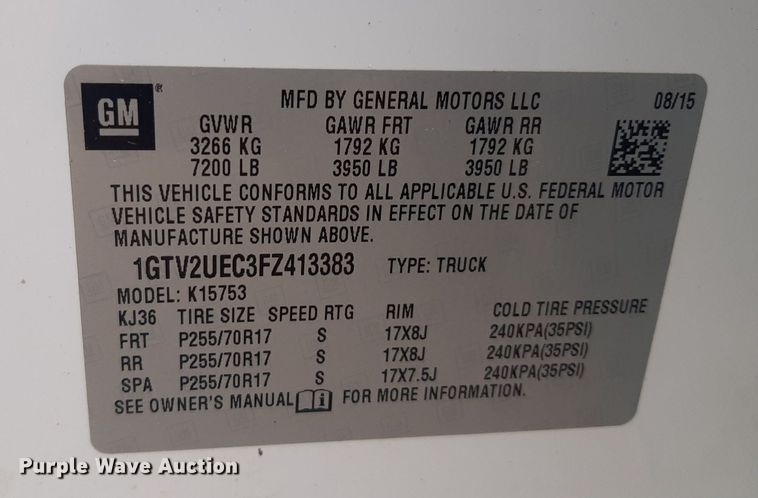 GM ® MFD BY GENERAL MOTORS LLC 08/15
GVWR GAWR FRT GAWR RR
3266 KG 1792 KG 1792 KG
7200 LB 3950 LB 3950 LB
THIS VEHICLE CONFORMS TO ALL APPLICABLE U.S. FEDERAL MOTOR
VEHICLE SAFETY STANDARDS IN EFFECT ON THE DATE OF
MANUFACTURE SHOWN ABOVE.
1GTV2UEC3FZ413383 TYPE: TRUCK
MODEL: K15753
KJ36 TIRE SIZE SPEED RTG RIM COLD TIRE PRESSURE
FRT P255/70R17 S 17X8J 240KPA(35PSI)
RR P255/70R17 S 17X8J 240KPA(35PSI)
SPA P255/70R17 S 17X7.5J 240KPA(35PSI)
SEE OWNER'S MANUAL i FOR MORE INFORMATION.
Purple Wave Auction